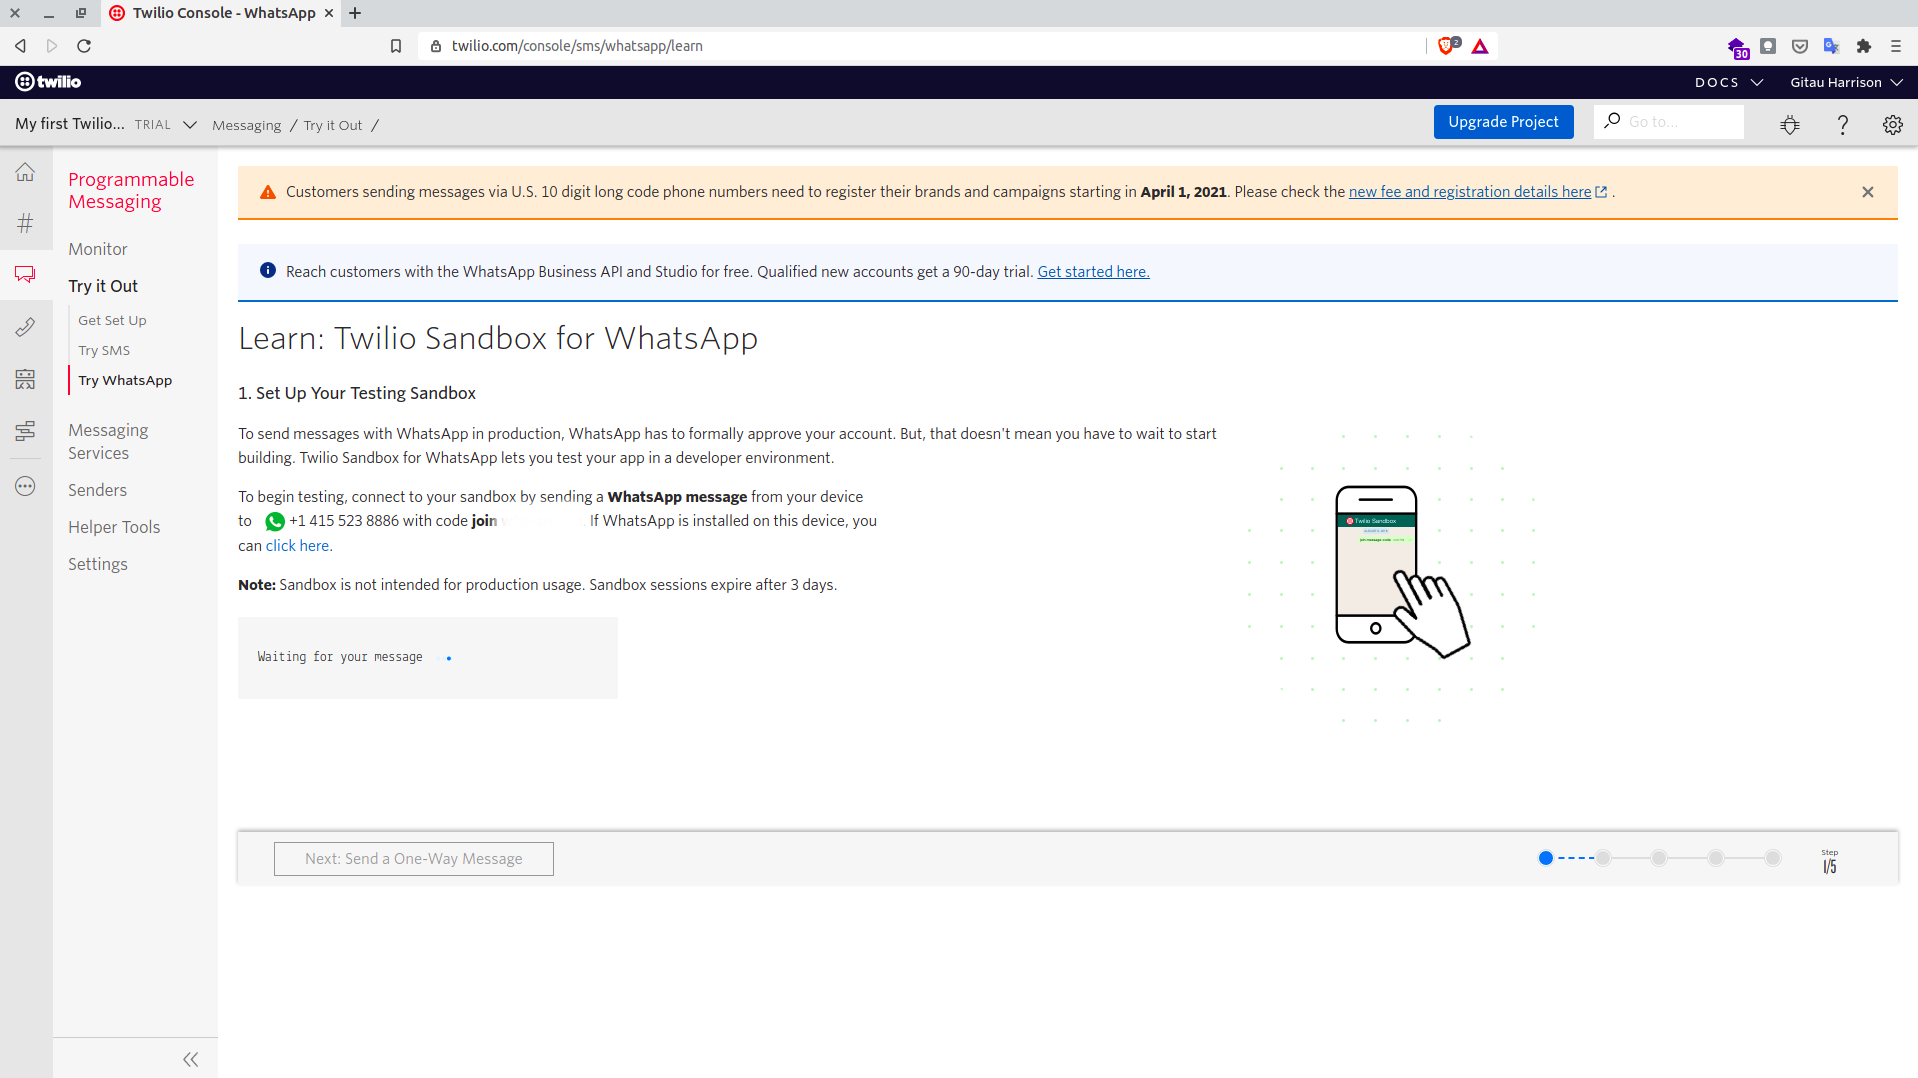 Twilio Console - WhatsApp
twilio.com/console/sms/whatsapp/learn
2
30
twilio
DOCS
Gitau Harrison
My first Twilio... TRIAL
Messaging / Try it Out /
Upgrade Project
Go to...
Programmable
Messaging
Monitor
Try it Out
Get Set Up
Try SMS
Try WhatsApp
Messaging
Services
Senders
Helper Tools
Settings
Customers sending messages via U.S. 10 digit long code phone numbers need to register their brands and campaigns starting in April 1, 2021. Please check the new fee and registration details here .
Reach customers with the WhatsApp Business API and Studio for free. Qualified new accounts get a 90-day trial. Get started here.
Learn: Twilio Sandbox for WhatsApp
1. Set Up Your Testing Sandbox
To send messages with WhatsApp in production, WhatsApp has to formally approve your account. But, that doesn't mean you have to wait to start
building. Twilio Sandbox for WhatsApp lets you test your app in a developer environment.
To begin testing, connect to your sandbox by sending a WhatsApp message from your device
to +1 415 523 8886 with code join . If WhatsApp is installed on this device, you
can click here.
Note: Sandbox is not intended for production usage. Sandbox sessions expire after 3 days.
Waiting for your message
Twilio Sandbox
Next: Send a One-Way Message
Step
1/5